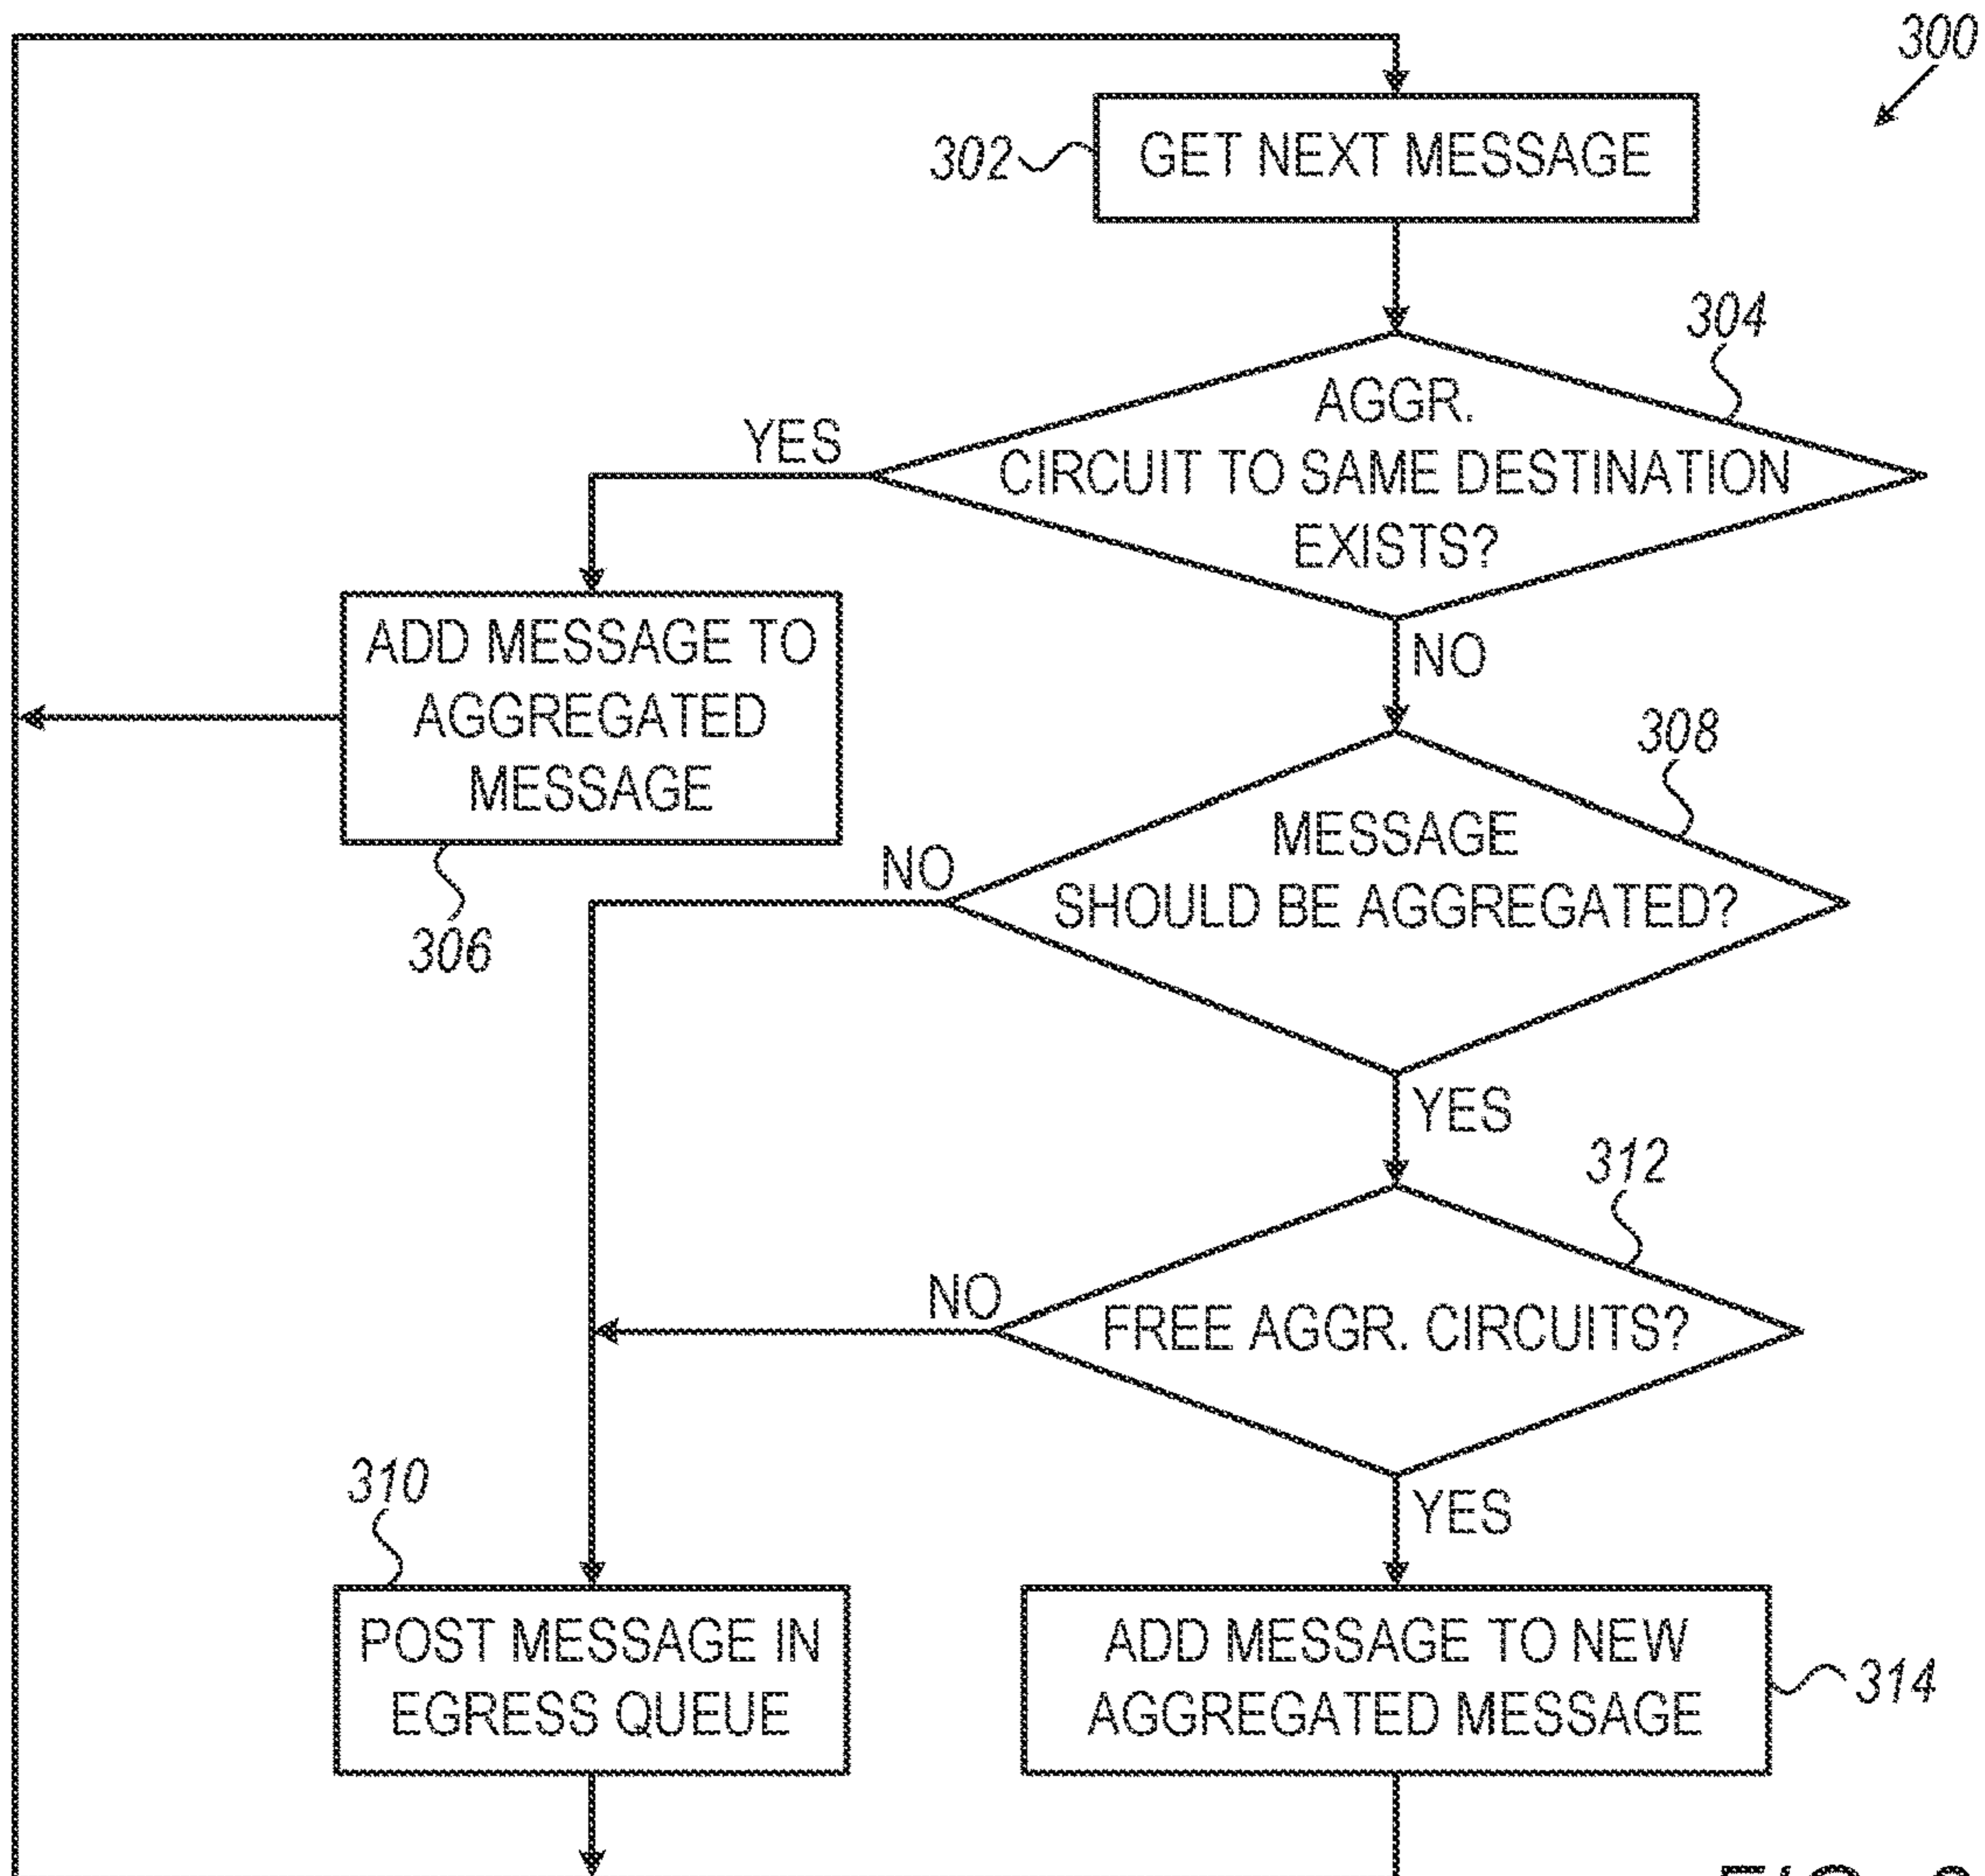 300
302
GET NEXT MESSAGE
304
AGGR.
CIRCUIT TO SAME DESTINATION
EXISTS?
YES
NO
ADD MESSAGE TO
AGGREGATED
MESSAGE
306
308
MESSAGE
SHOULD BE AGGREGATED?
NO
YES
312
FREE AGGR. CIRCUITS?
NO
YES
310
POST MESSAGE IN
EGRESS QUEUE
ADD MESSAGE TO NEW
AGGREGATED MESSAGE
314